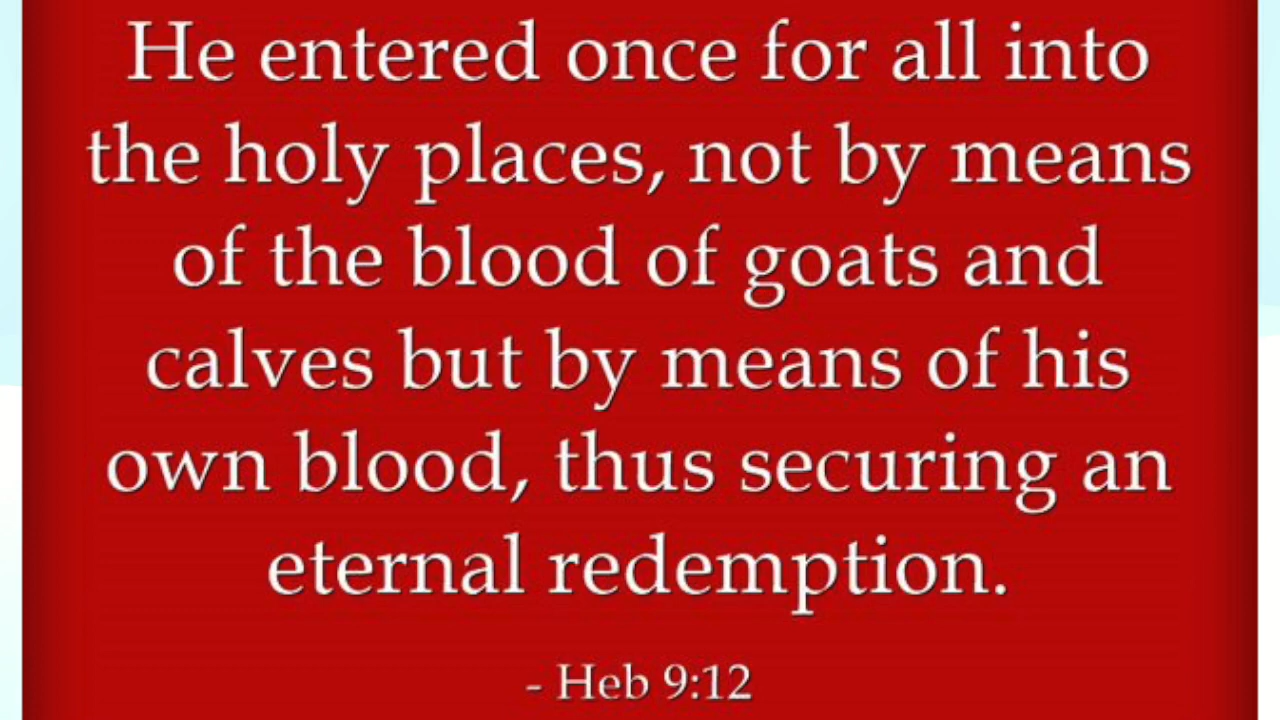 He entered once for all into
the holy places, not by means
of the blood of goats and
calves but by means of his
own blood, thus securing an
eternal redemption.
- Heb 9:12